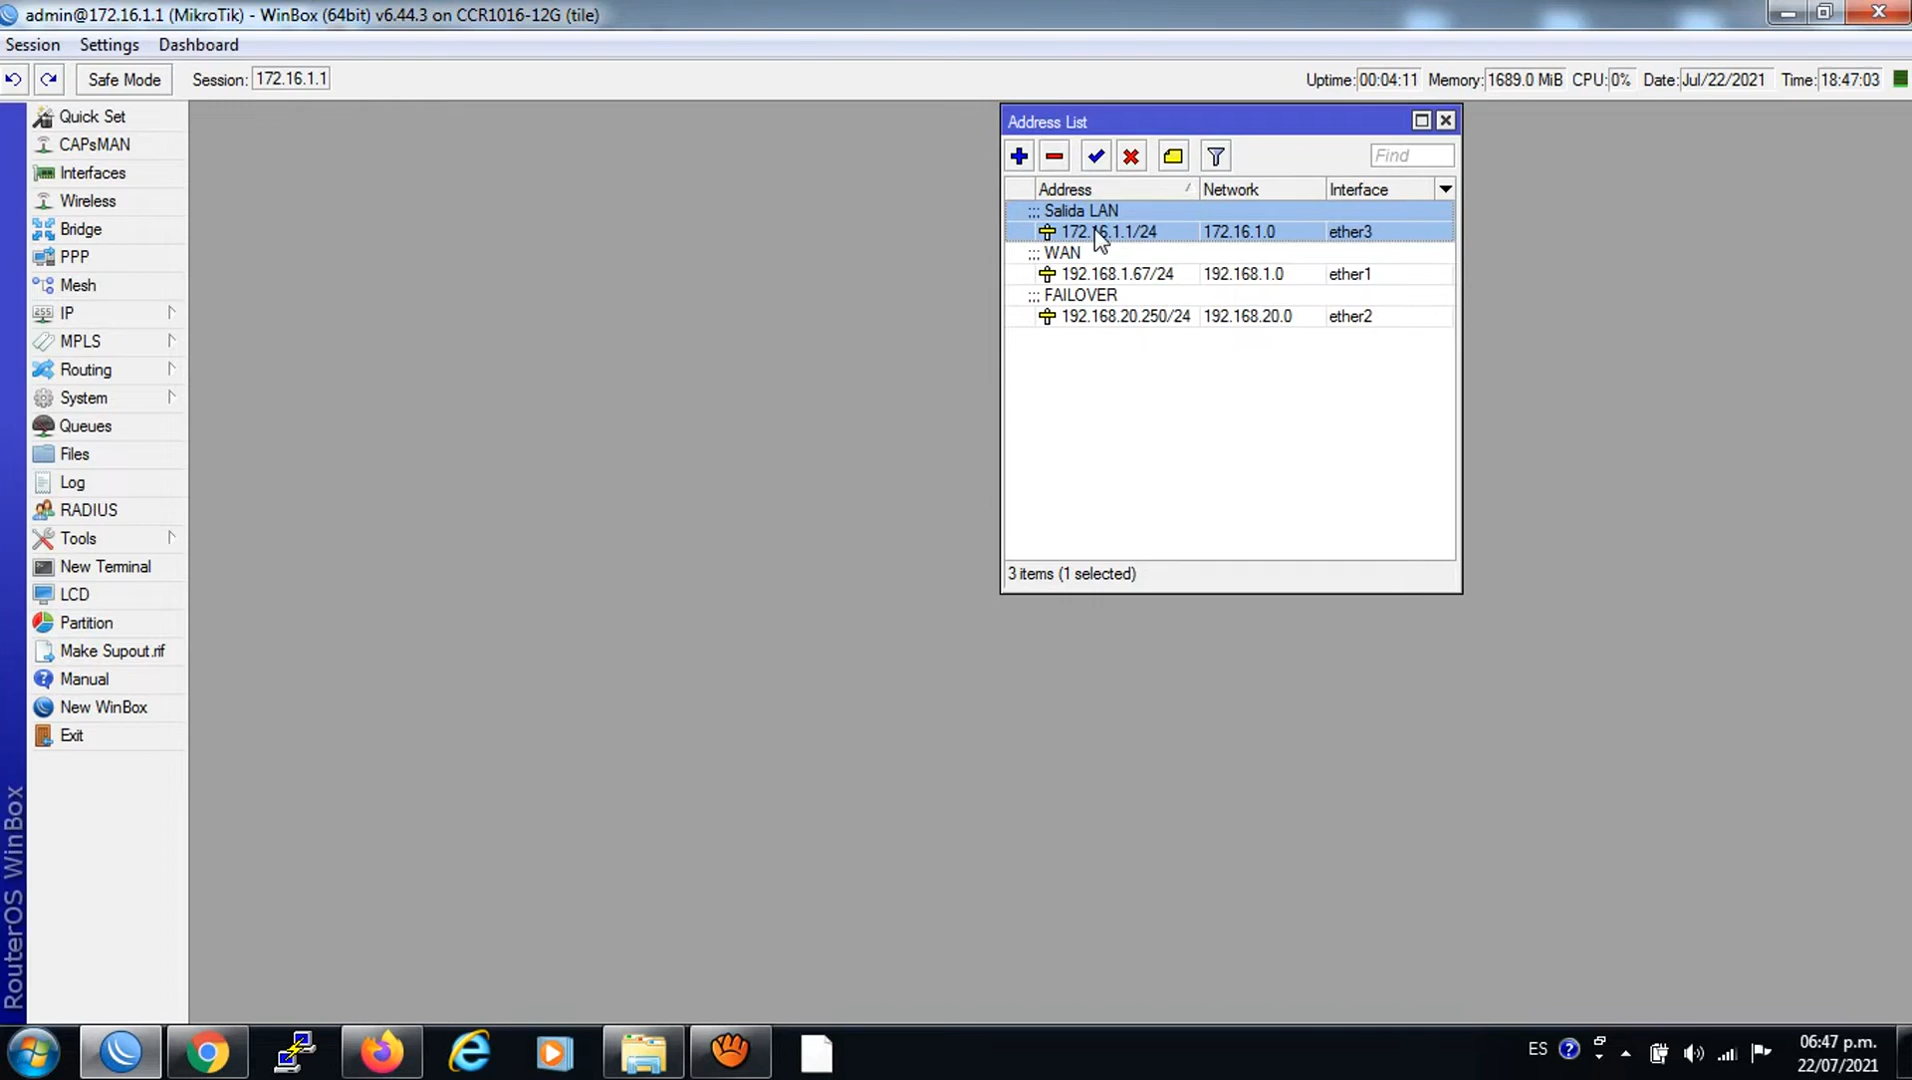 admin@172.16.1.1 (MikroTik) - WinBox (64bit) v6.44.3 on CCR1016-12G (tile)
Session Settings Dashboard
Safe Mode Session: 172.16.1.1 Uptime: 00:04:11 Memory: 1689.0 MiB CPU: 0% Date: Jul/22/2021 Time: 18:47:03
Quick Set
CAPsMAN
Interfaces
Wireless
Bridge
PPP
Mesh
255 IP
MPLS
Routing
System
Queues
Files
Log
RADIUS
Tools
New Terminal
LCD
Partition
Make Supout.rif
Manual
New WinBox
Exit
RouterOS WinBox
Address List
Find
Address Network Interface
::: Salida LAN
172.16.1.1/24 172.16.1.0 ether3
::: WAN
192.168.1.67/24 192.168.1.0 ether1
::: FAILOVER
192.168.20.250/24 192.168.20.0 ether2
3 items (1 selected)
ES
06:47 p.m.
22/07/2021